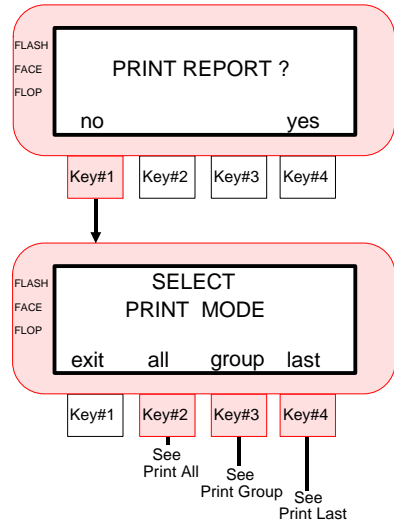 FLASH
FACE
FLOP
PRINT REPORT ?
no yes
Key#1 Key#2 Key#3 Key#4
FLASH
FACE
FLOP
SELECT
PRINT MODE
exit all group last
Key#1 Key#2 Key#3 Key#4
See
Print All
See
Print Group
See
Print Last